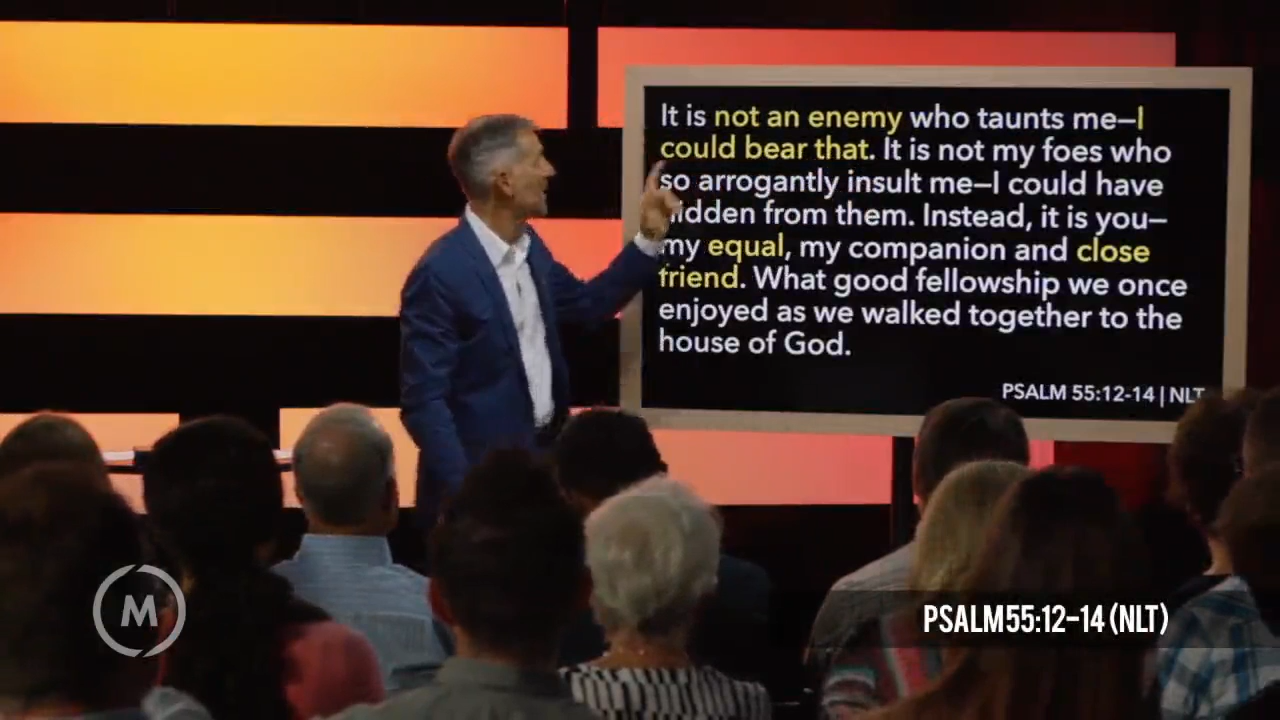 It is not an enemy who taunts me—I
could bear that. It is not my foes who
so arrogantly insult me—I could have
hidden from them. Instead, it is you—
my equal, my companion and close
friend. What good fellowship we once
enjoyed as we walked together to the
house of God.
PSALM 55:12-14 | NLT
M
PSALM 55:12-14 (NLT)